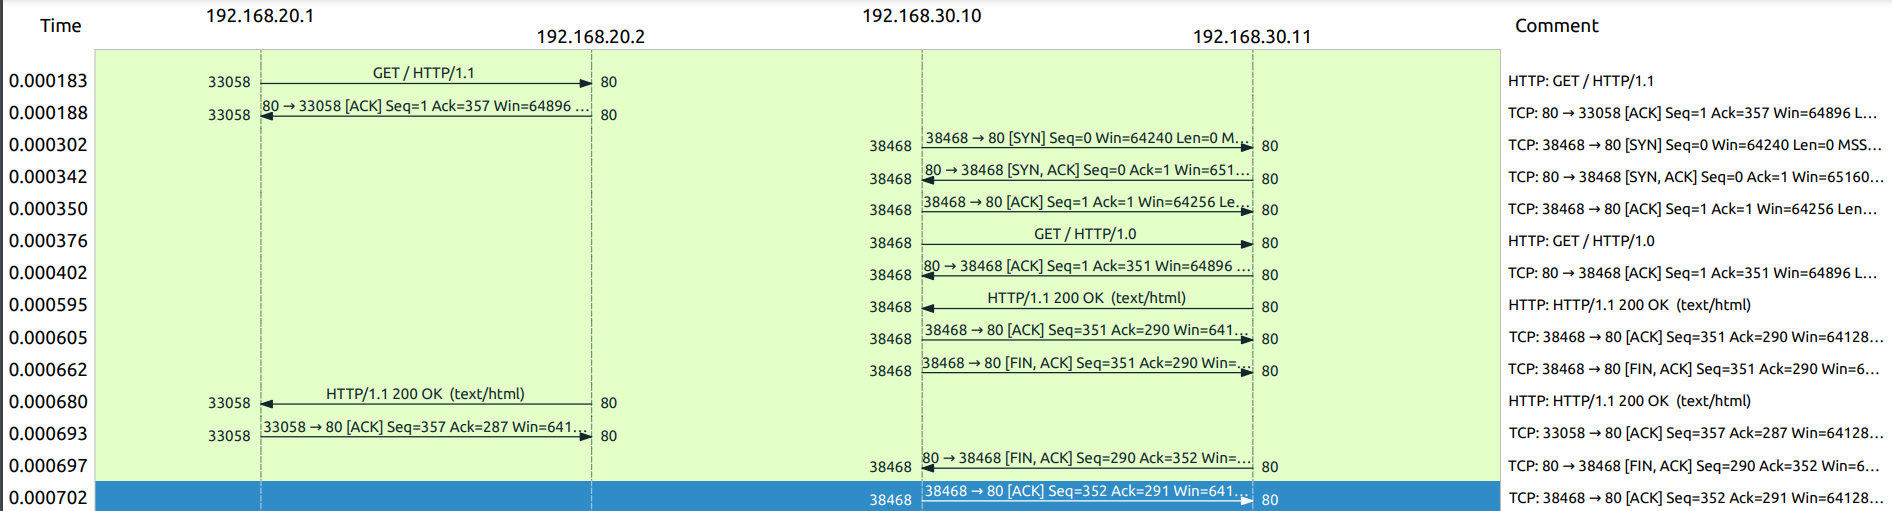 Time 192.168.20.1 192.168.20.2 192.168.30.10 192.168.30.11 Comment
0.000183 33058 GET / HTTP/1.1 80 HTTP: GET / HTTP/1.1
0.000188 33058 80 → 33058 [ACK] Seq=1 Ack=357 Win=64896 … 80 TCP: 80 → 33058 [ACK] Seq=1 Ack=357 Win=64896 L…
0.000302 38468 38468 → 80 [SYN] Seq=0 Win=64240 Len=0 M… 80 TCP: 38468 → 80 [SYN] Seq=0 Win=64240 Len=0 MSS…
0.000342 38468 80 → 38468 [SYN, ACK] Seq=0 Ack=1 Win=651… 80 TCP: 80 → 38468 [SYN, ACK] Seq=0 Ack=1 Win=65160…
0.000350 38468 38468 → 80 [ACK] Seq=1 Ack=1 Win=64256 Le… 80 TCP: 38468 → 80 [ACK] Seq=1 Ack=1 Win=64256 Len…
0.000376 38468 GET / HTTP/1.0 80 HTTP: GET / HTTP/1.0
0.000402 38468 80 → 38468 [ACK] Seq=1 Ack=351 Win=64896 … 80 TCP: 80 → 38468 [ACK] Seq=1 Ack=351 Win=64896 L…
0.000595 38468 HTTP/1.1 200 OK (text/html) 80 HTTP: HTTP/1.1 200 OK (text/html)
0.000605 38468 38468 → 80 [ACK] Seq=351 Ack=290 Win=641… 80 TCP: 38468 → 80 [ACK] Seq=351 Ack=290 Win=64128…
0.000662 38468 38468 → 80 [FIN, ACK] Seq=351 Ack=290 Win=… 80 TCP: 38468 → 80 [FIN, ACK] Seq=351 Ack=290 Win=6…
0.000680 33058 HTTP/1.1 200 OK (text/html) 80 HTTP: HTTP/1.1 200 OK (text/html)
0.000693 33058 33058 → 80 [ACK] Seq=357 Ack=287 Win=641… 80 TCP: 33058 → 80 [ACK] Seq=357 Ack=287 Win=64128…
0.000697 38468 80 → 38468 [FIN, ACK] Seq=290 Ack=352 Win=… 80 TCP: 80 → 38468 [FIN, ACK] Seq=290 Ack=352 Win=6…
0.000702 38468 38468 → 80 [ACK] Seq=352 Ack=291 Win=641… 80 TCP: 38468 → 80 [ACK] Seq=352 Ack=291 Win=64128…